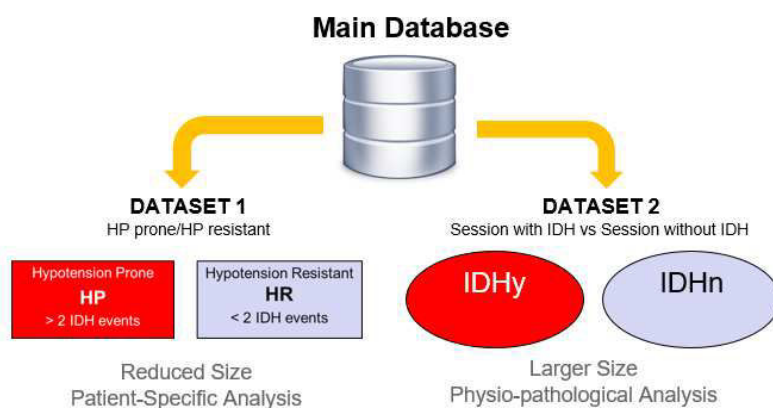 Main Database
DATASET 1
HP prone/HP resistant
Hypotension Prone
HP
> 2 IDH events
Hypotension Resistant
HR
< 2 IDH events
Reduced Size
Patient-Specific Analysis
DATASET 2
Session with IDH vs Session without IDH
IDHy
IDHn
Larger Size
Physio-pathological Analysis